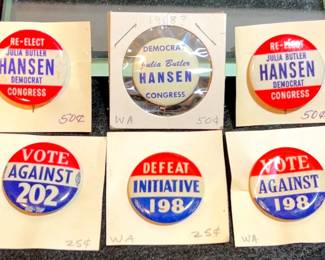 RE-ELECT
JULIA BUTLER
HANSEN
DEMOCRAT
CONGRESS
50¢
1968?
DEMOCRAT
Julia Butler
HANSEN
CONGRESS
WA
50¢
RE-ELECT
JULIA BUTLER
HANSEN
DEMOCRAT
CONGRESS
50¢
VOTE
AGAINST
202
25¢
DEFEAT
INITIATIVE
198
WA
25¢
VOTE
AGAINST
198
WA